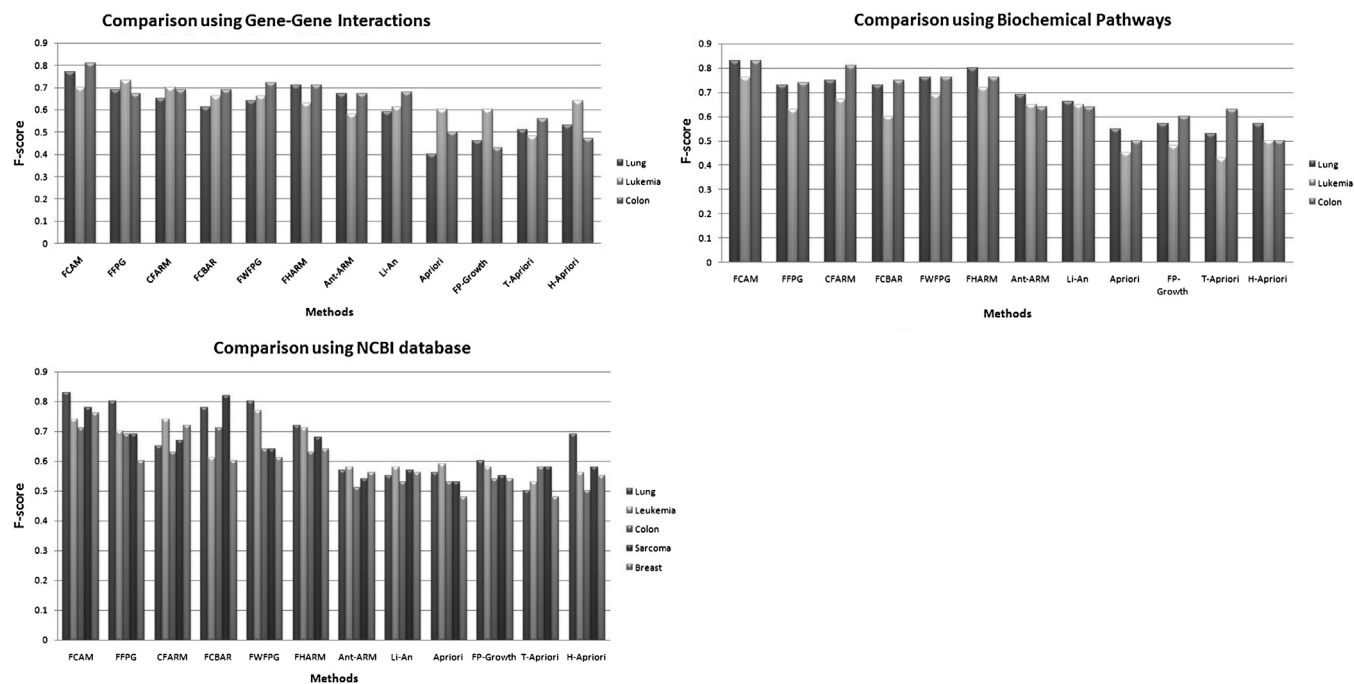 Comparison using Gene-Gene Interactions
0.9
0.8
0.7
0.6
0.5
0.4
0.3
0.2
0.1
0
F-score
FCAM
FFPG
CFARM
FCBAR
FWFPG
FHARM
Ant-ARM
Li-An
Apriori
FP-Growth
T-Apriori
H-Apriori
Methods
Lung
Lukemia
Colon
Comparison using Biochemical Pathways
0.9
0.8
0.7
0.6
0.5
0.4
0.3
0.2
0.1
0
F-score
FCAM
FFPG
CFARM
FCBAR
FWFPG
FHARM
Ant-ARM
Li-An
Apriori
FP-
Growth
T-Apriori
H-Apriori
Methods
Lung
Lukemia
Colon
Comparison using NCBI database
0.9
0.8
0.7
0.6
0.5
0.4
0.3
0.2
0.1
0
F-score
FCAM
FFPG
CFARM
FCBAR
FWFPG
FHARM
Ant-ARM
Li-An
Apriori
FP-Growth
T-Apriori
H-Apriori
Methods
Lung
Leukemia
Colon
Sarcoma
Breast